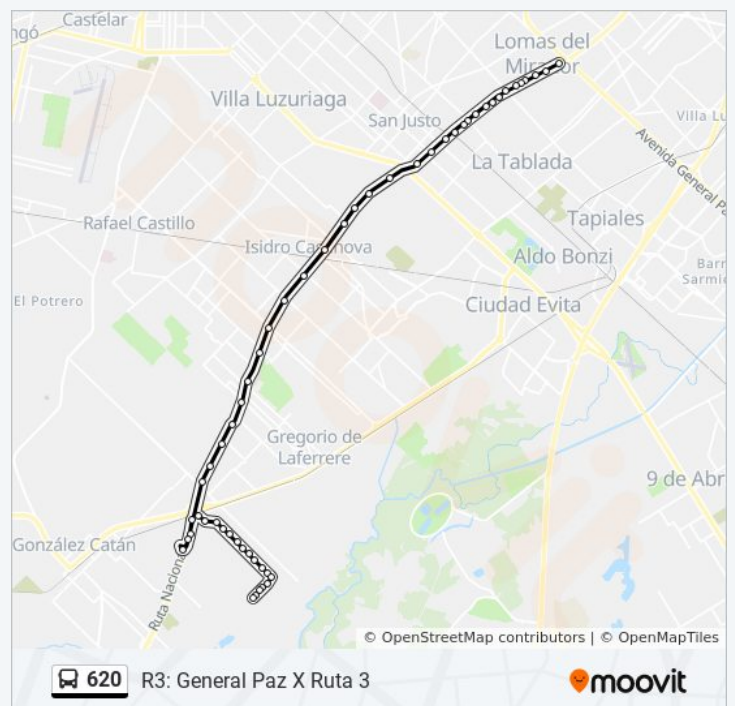 Castelar
Lomas del
Mirador
Villa Luzuriaga
San Justo
Villa Lu
Avenida General Pa
La Tablada
Tapiales
Rafael Castillo
Isidro Casanova
Aldo Bonzi
Barr
Sarmie
El Potrero
Ciudad Evita
Gregorio de
Laferrere
9 de Abr
González Catán
Ruta Naciona
© OpenStreetMap contributors | © OpenMapTiles
620 R3: General Paz X Ruta 3
moovit